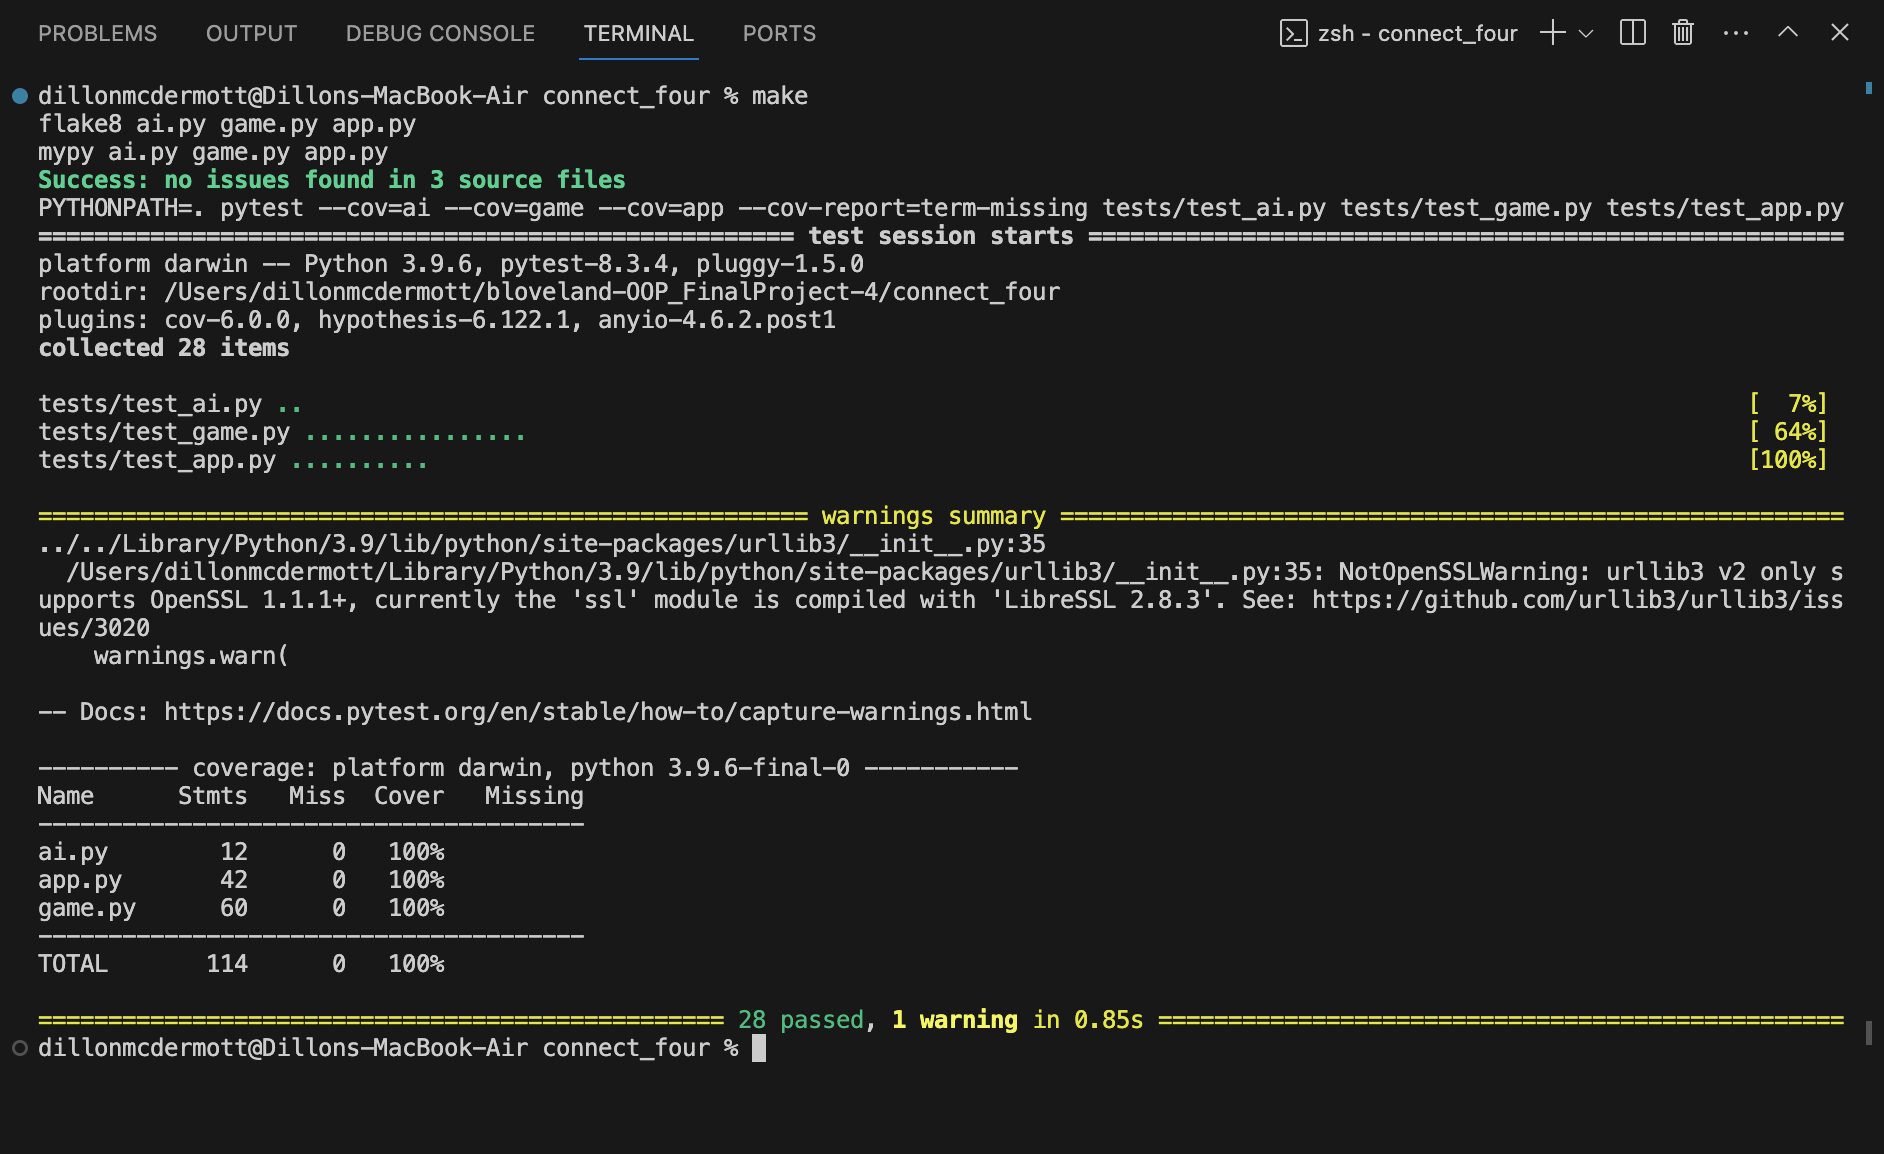 PROBLEMS OUTPUT DEBUG CONSOLE TERMINAL PORTS zsh - connect_four
dillonmcdermott@Dillons-MacBook-Air connect_four % make
flake8 ai.py game.py app.py
mypy ai.py game.py app.py
Success: no issues found in 3 source files
PYTHONPATH=. pytest --cov=ai --cov=game --cov=app --cov-report=term-missing tests/test_ai.py tests/test_game.py tests/test_app.py
====================================================== test session starts ======================================================
platform darwin -- Python 3.9.6, pytest-8.3.4, pluggy-1.5.0
rootdir: /Users/dillonmcdermott/bloveland-OOP_FinalProject-4/connect_four
plugins: cov-6.0.0, hypothesis-6.122.1, anyio-4.6.2.post1
collected 28 items
tests/test_ai.py .. [  7%]
tests/test_game.py ................ [ 64%]
tests/test_app.py .......... [100%]
======================================================= warnings summary ========================================================
../../Library/Python/3.9/lib/python/site-packages/urllib3/__init__.py:35
  /Users/dillonmcdermott/Library/Python/3.9/lib/python/site-packages/urllib3/__init__.py:35: NotOpenSSLWarning: urllib3 v2 only s
upports OpenSSL 1.1.1+, currently the 'ssl' module is compiled with 'LibreSSL 2.8.3'. See: https://github.com/urllib3/urllib3/iss
ues/3020
    warnings.warn(
-- Docs: https://docs.pytest.org/en/stable/how-to/capture-warnings.html
---------- coverage: platform darwin, python 3.9.6-final-0 -----------
Name      Stmts   Miss  Cover   Missing
---------------------------------------
ai.py        12      0   100%
app.py       42      0   100%
game.py      60      0   100%
---------------------------------------
TOTAL       114      0   100%
================================================= 28 passed, 1 warning in 0.85s =================================================
dillonmcdermott@Dillons-MacBook-Air connect_four %